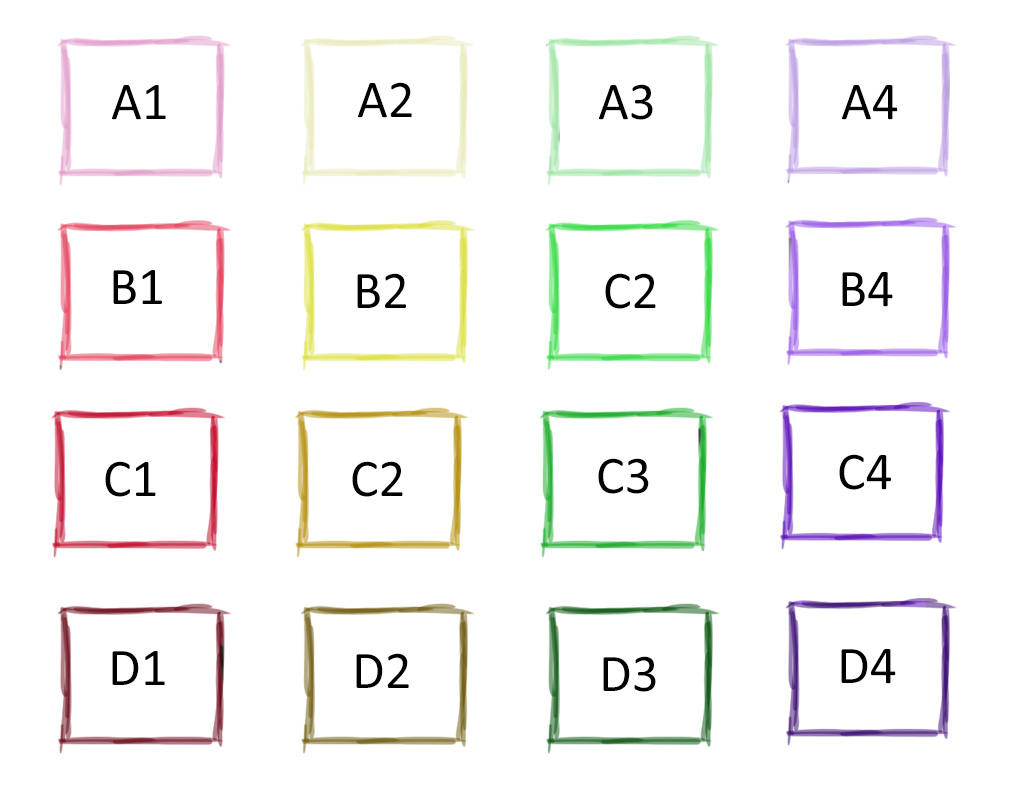 A1 A2 A3 A4
B1 B2 C2 B4
C1 C2 C3 C4
D1 D2 D3 D4